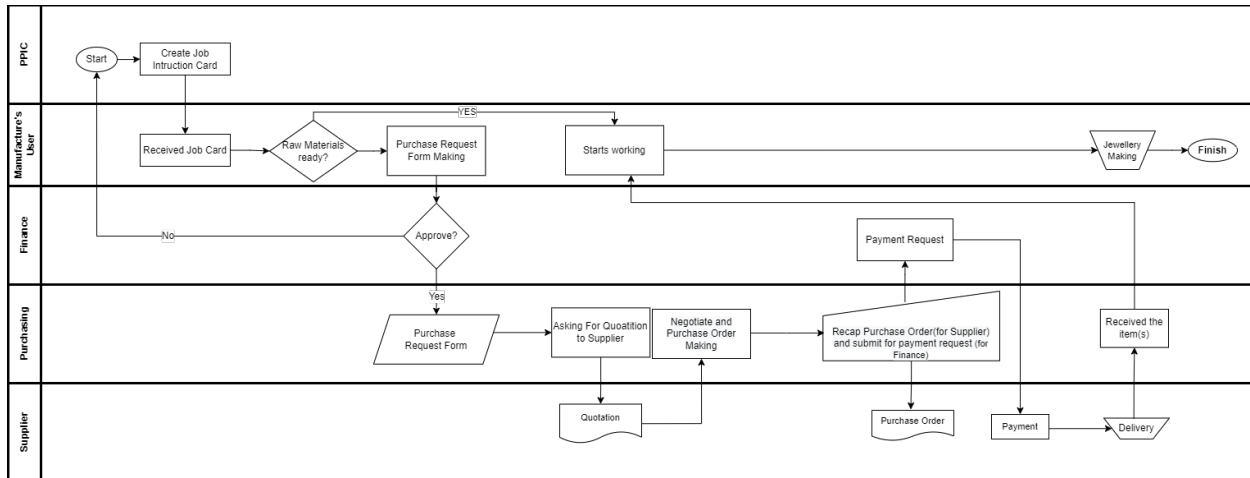 PPIC
Start
Create Job
Intruction Card
Manufacture's
User
Received Job Card
Raw Materials
ready?
YES
Purchase Request
Form Making
Starts working
Jewellery
Making
Finish
Finance
No
Approve?
Payment Request
Purchasing
Yes
Purchase
Request Form
Asking For Quoatition
to Supplier
Negotiate and
Purchase Order
Making
Recap Purchase Order(for Supplier)
and submit for payment request (for
Finance)
Received the
item(s)
Supplier
Quotation
Purchase Order
Payment
Delivery